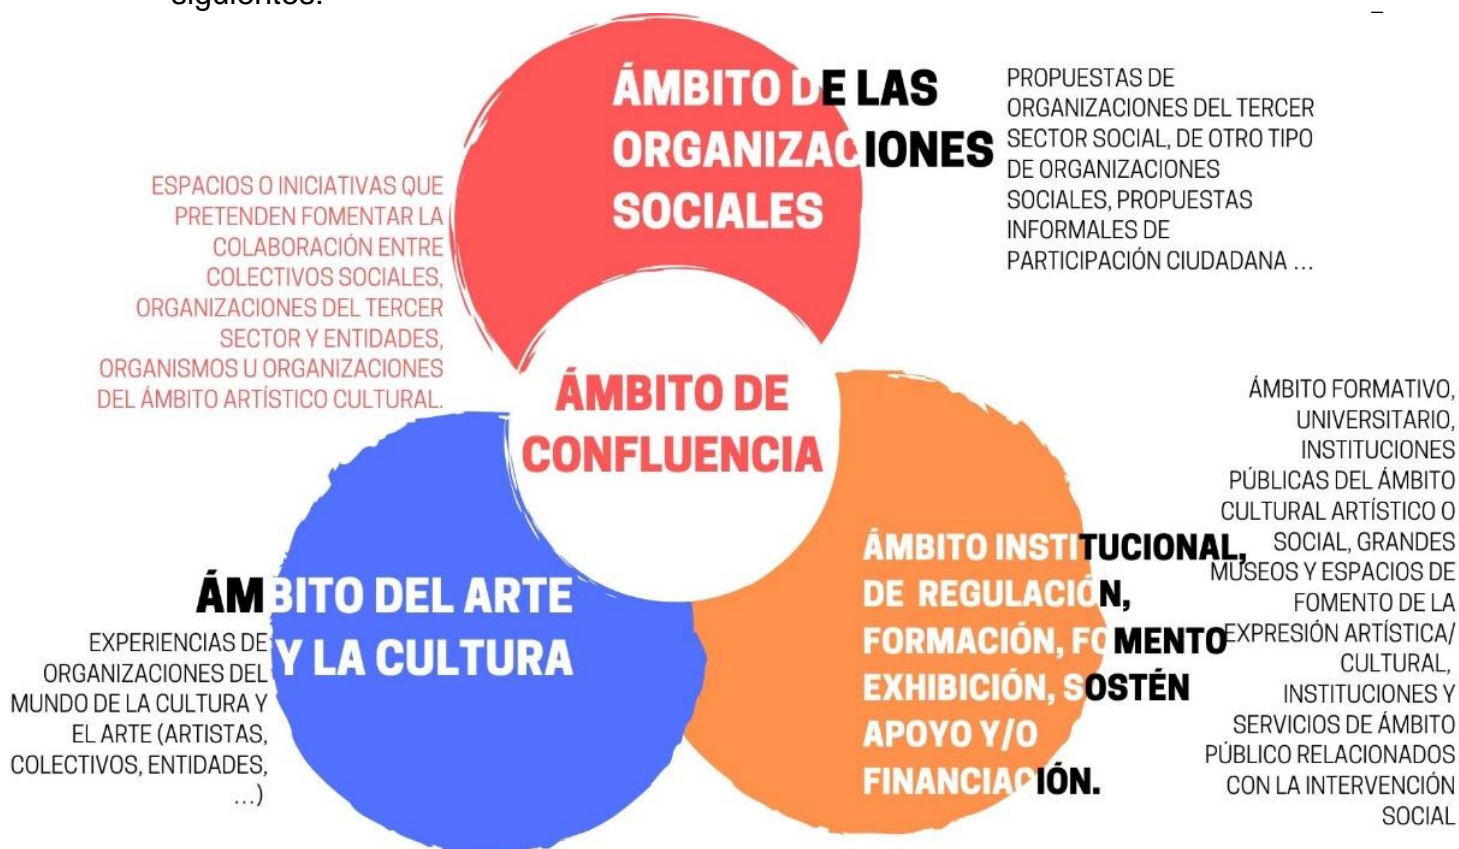 siguientes:
ÁMBITO DE LAS
ORGANIZACIONES
SOCIALES
PROPUESTAS DE
ORGANIZACIONES DEL TERCER
SECTOR SOCIAL, DE OTRO TIPO
DE ORGANIZACIONES
SOCIALES, PROPUESTAS
INFORMALES DE
PARTICIPACIÓN CIUDADANA ...
ESPACIOS O INICIATIVAS QUE
PRETENDEN FOMENTAR LA
COLABORACIÓN ENTRE
COLECTIVOS SOCIALES,
ORGANIZACIONES DEL TERCER
SECTOR Y ENTIDADES,
ORGANISMOS U ORGANIZACIONES
DEL ÁMBITO ARTÍSTICO CULTURAL.
ÁMBITO DE
CONFLUENCIA
ÁMBITO DEL ARTE
Y LA CULTURA
EXPERIENCIAS DE
ORGANIZACIONES DEL
MUNDO DE LA CULTURA Y
EL ARTE (ARTISTAS,
COLECTIVOS, ENTIDADES,
...)
ÁMBITO INSTITUCIONAL,
DE REGULACIÓN,
FORMACIÓN, FOMENTO
EXHIBICIÓN, SOSTÉN
APOYO Y/O
FINANCIACIÓN.
ÁMBITO FORMATIVO,
UNIVERSITARIO,
INSTITUCIONES
PÚBLICAS DEL ÁMBITO
CULTURAL ARTÍSTICO O
SOCIAL, GRANDES
MUSEOS Y ESPACIOS DE
FOMENTO DE LA
EXPRESIÓN ARTÍSTICA/
CULTURAL,
INSTITUCIONES Y
SERVICIOS DE ÁMBITO
PÚBLICO RELACIONADOS
CON LA INTERVENCIÓN
SOCIAL